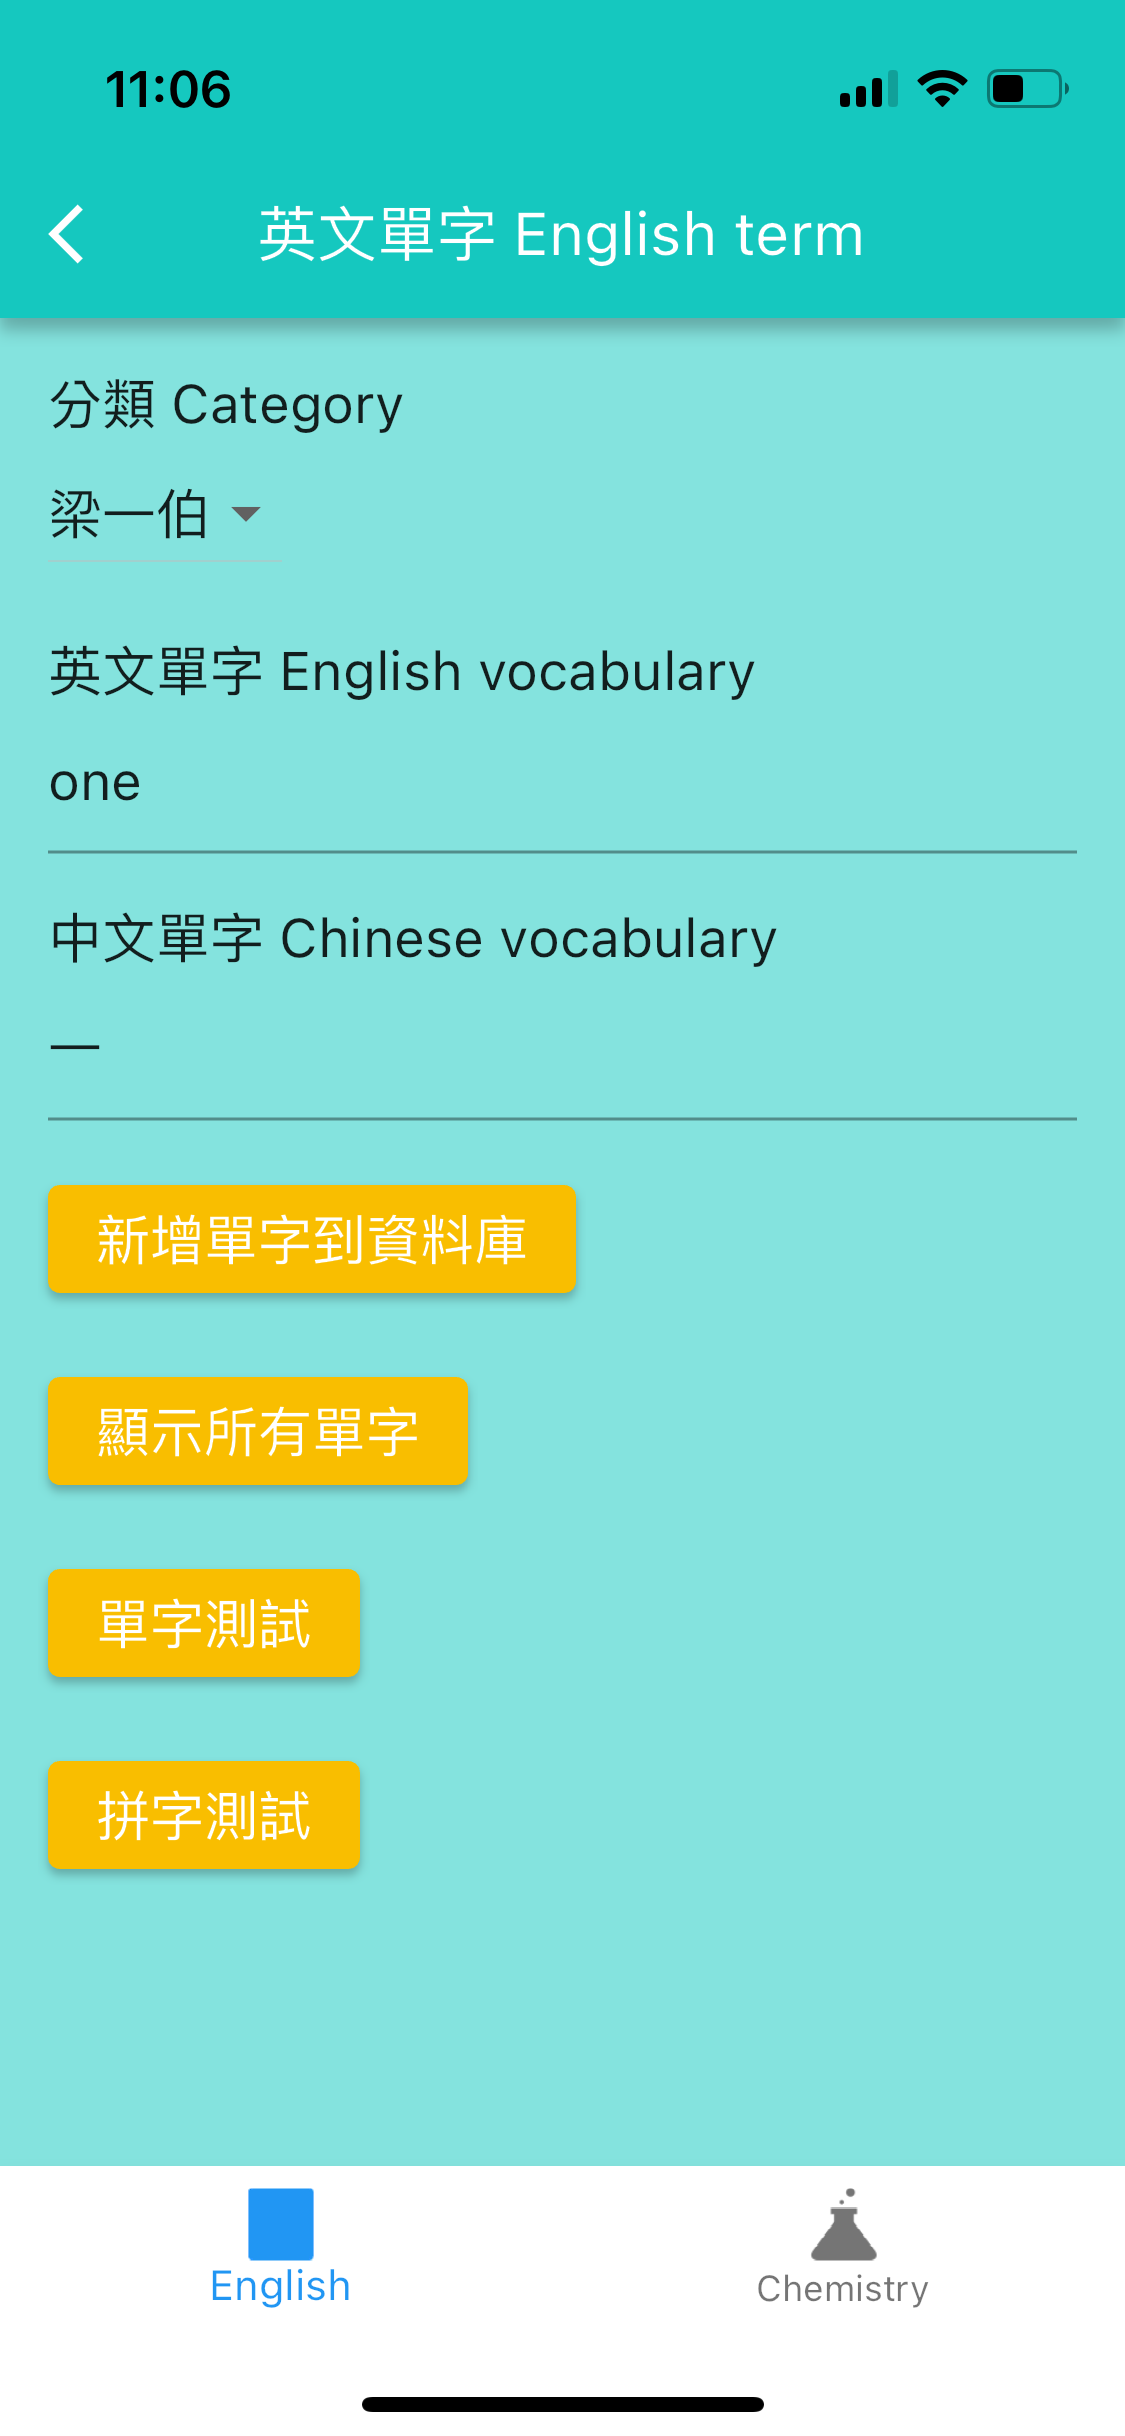 11:06
英文單字 English term
分類 Category
梁一伯
英文單字 English vocabulary
one
中文單字 Chinese vocabulary
一
新增單字到資料庫
顯示所有單字
單字測試
拼字測試
English
Chemistry